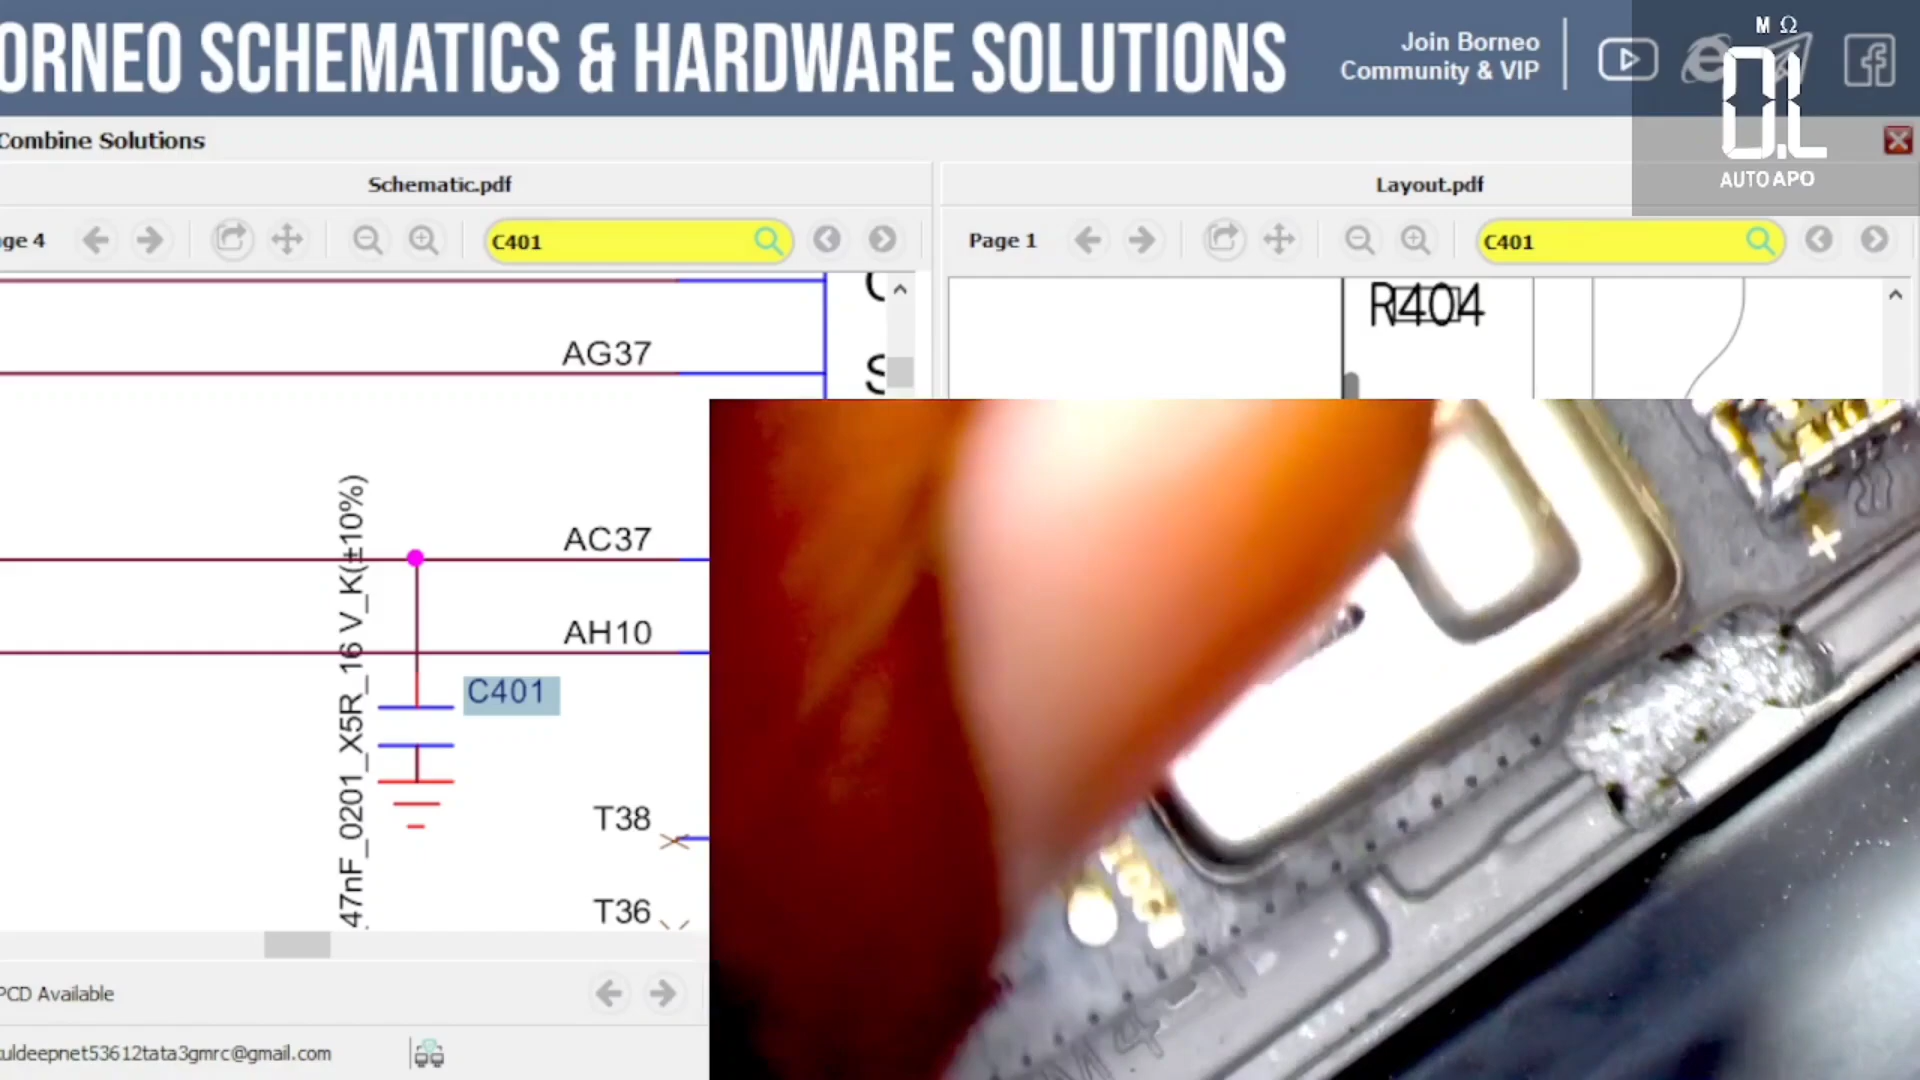 ORNEO SCHEMATICS & HARDWARE SOLUTIONS
Join Borneo
Community & VIP
MΩ
0.L
AUTO APO
Combine Solutions
Schematic.pdf
Layout.pdf
ge 4
C401
Page 1
C401
R404
AG37
AC37
AH10
C401
47nF_0201_X5R_16 V_K(±10%)
T38
T36
PCD Available
uldeepnet53612tata3gmrc@gmail.com